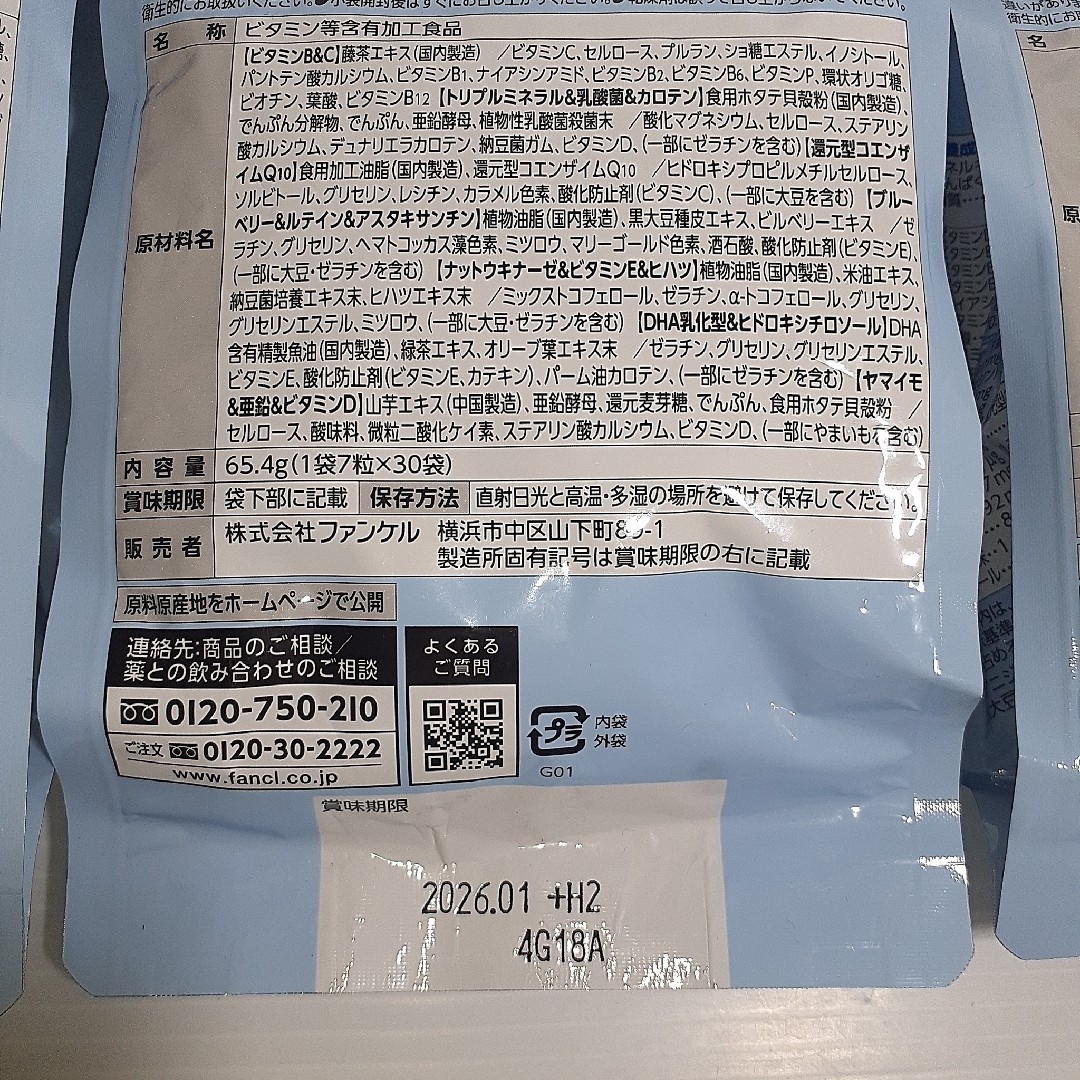 名 称 ビタミン等含有加工食品
原材料名
【ビタミンB&C】藤茶エキス(国内製造) /ビタミンC、セルロース、プルラン、ショ糖エステル、イノシトール、
パントテン酸カルシウム、ビタミンB1、ナイアシンアミド、ビタミンB2、ビタミンB6、ビタミンP、環状オリゴ糖、
ビオチン、葉酸、ビタミンB12 【トリプルミネラル&乳酸菌&カロテン】食用ホタテ貝殻粉(国内製造)、
でんぷん分解物、でんぷん、亜鉛酵母、植物性乳酸菌殺菌末 /酸化マグネシウム、セルロース、ステアリン
酸カルシウム、デュナリエラカロテン、納豆菌ガム、ビタミンD、(一部にゼラチンを含む)【還元型コエンザ
イムQ10】食用加工油脂(国内製造)、還元型コエンザイムQ10 /ヒドロキシプロピルメチルセルロース、
ソルビトール、グリセリン、レシチン、カラメル色素、酸化防止剤(ビタミンC)、(一部に大豆を含む)【ブルー
ベリー&ルテイン&アスタキサンチン】植物油脂(国内製造)、黒大豆種皮エキス、ビルベリーエキス /ゼ
ラチン、グリセリン、ヘマトコッカス藻色素、ミツロウ、マリーゴールド色素、酒石酸、酸化防止剤(ビタミンE)、
(一部に大豆・ゼラチンを含む)【ナットウキナーゼ&ビタミンE&ヒハツ】植物油脂(国内製造)、米油エキス、
納豆菌培養エキス末、ヒハツエキス末 /ミックストコフェロール、ゼラチン、α-トコフェロール、グリセリン、
グリセリンエステル、ミツロウ、(一部に大豆・ゼラチンを含む)【DHA乳化型&ヒドロキシチロソール】DHA
含有精製魚油(国内製造)、緑茶エキス、オリーブ葉エキス末 /ゼラチン、グリセリン、グリセリンエステル、
ビタミンE、酸化防止剤(ビタミンE、カテキン)、パーム油カロテン、(一部にゼラチンを含む)【ヤマイモ
&亜鉛&ビタミンD】山芋エキス(中国製造)、亜鉛酵母、還元麦芽糖、でんぷん、食用ホタテ貝殻粉 /
セルロース、酸味料、微粒二酸化ケイ素、ステアリン酸カルシウム、ビタミンD、(一部にやまいもを含む)
内容量 65.4g(1袋7粒×30袋)
賞味期限 袋下部に記載 保存方法 直射日光と高温・多湿の場所を避けて保存してください。
販売者 株式会社ファンケル 横浜市中区山下町89-1
製造所固有記号は賞味期限の右に記載
原料原産地をホームページで公開
連絡先:商品のご相談/
薬との飲み合わせのご相談
0120-750-210
ご注文 0120-30-2222
www.fancl.co.jp
よくある
ご質問
プラ
内袋
外袋
G01
賞味期限
2026.01 +H2
4G18A